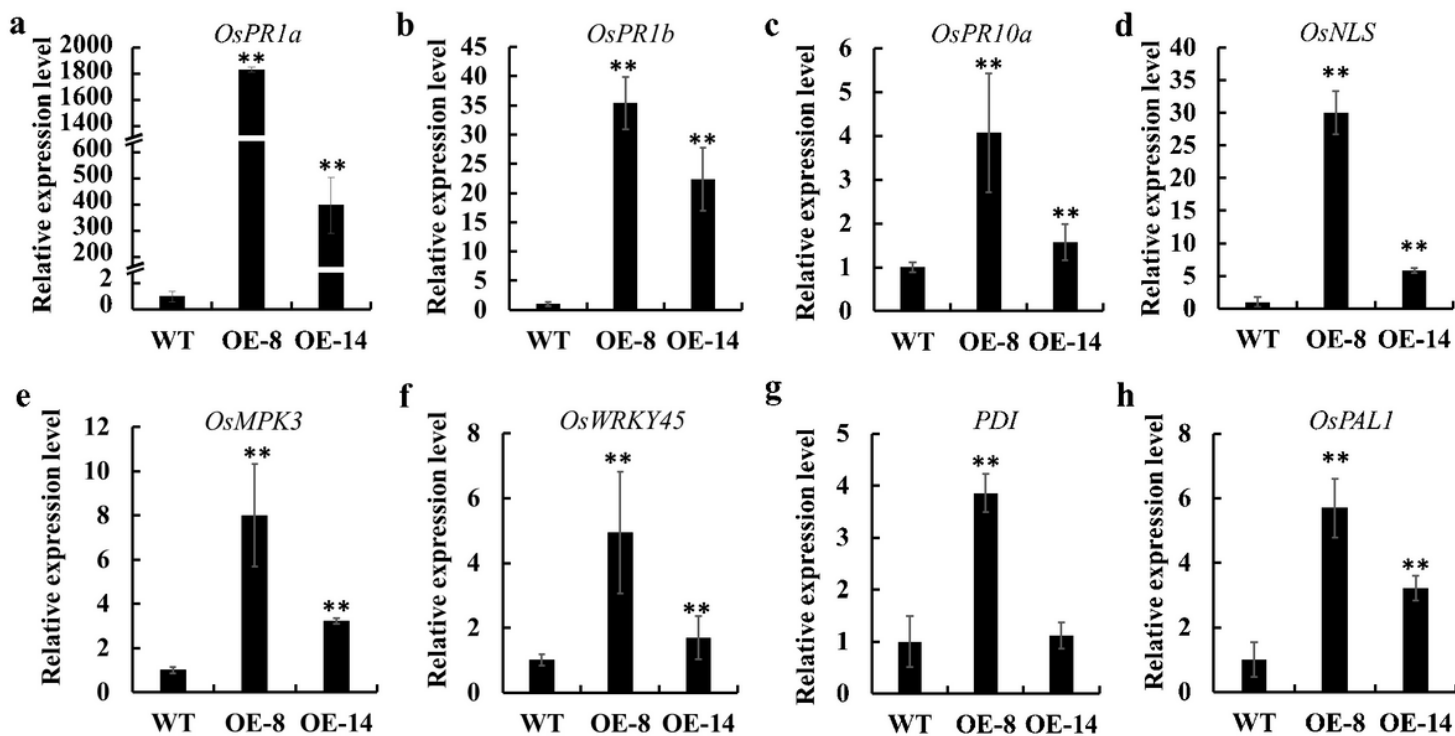 a
OsPR1a
Relative expression level
2000
1800
1600
1400
600
500
400
300
200
2
0
**
**
WT OE-8 OE-14
b
OsPR1b
Relative expression level
45
40
35
30
25
20
15
10
5
0
**
**
WT OE-8 OE-14
c
OsPR10a
Relative expression level
6
5
4
3
2
1
0
**
**
WT OE-8 OE-14
d
OsNLS
Relative expression level
40
35
30
25
20
15
10
5
0
**
**
WT OE-8 OE-14
e
OsMPK3
Relative expression level
12
10
8
6
4
2
0
**
**
WT OE-8 OE-14
f
OsWRKY45
Relative expression level
8
6
4
2
0
**
**
WT OE-8 OE-14
g
PDI
Relative expression level
5
4
3
2
1
0
**
WT OE-8 OE-14
h
OsPAL1
Relative expression level
8
6
4
2
0
**
**
WT OE-8 OE-14